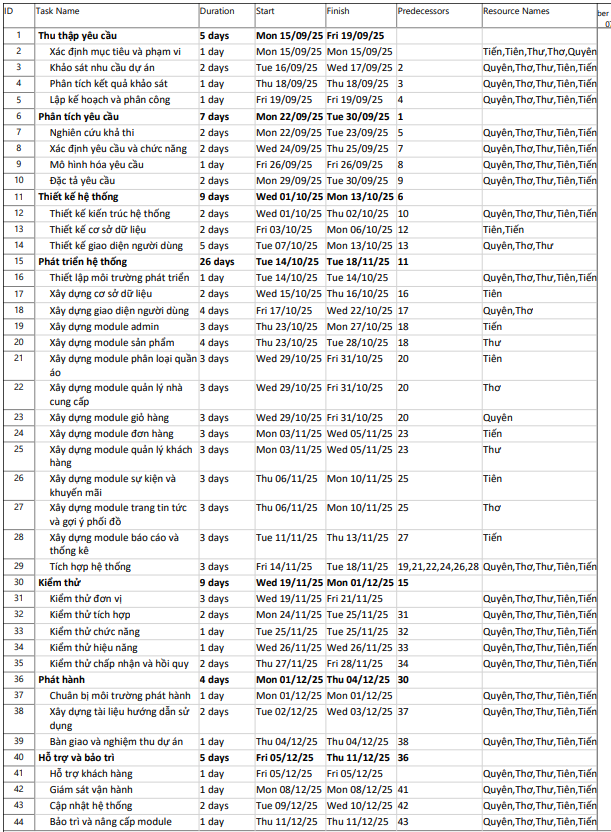 ID Task Name Duration Start Finish Predecessors Resource Names ber
1 Thu thập yêu cầu 5 days Mon 15/09/25 Fri 19/09/25
2 Xác định mục tiêu và phạm vi 1 day Mon 15/09/25 Mon 15/09/25 Tiến,Tiên,Thư,Thơ,Quyên
3 Khảo sát nhu cầu dự án 2 days Tue 16/09/25 Wed 17/09/25 2 Quyên,Thơ,Thư,Tiên,Tiến
4 Phân tích kết quả khảo sát 1 day Thu 18/09/25 Thu 18/09/25 3 Quyên,Thơ,Thư,Tiên,Tiến
5 Lập kế hoạch và phân công 1 day Fri 19/09/25 Fri 19/09/25 4 Quyên,Thơ,Thư,Tiên,Tiến
6 Phân tích yêu cầu 7 days Mon 22/09/25 Tue 30/09/25 1
7 Nghiên cứu khả thi 2 days Mon 22/09/25 Tue 23/09/25 5 Quyên,Thơ,Thư,Tiên,Tiến
8 Xác định yêu cầu và chức năng 2 days Wed 24/09/25 Thu 25/09/25 7 Quyên,Thơ,Thư,Tiên,Tiến
9 Mô hình hóa yêu cầu 1 day Fri 26/09/25 Fri 26/09/25 8 Quyên,Thơ,Thư,Tiên,Tiến
10 Đặc tả yêu cầu 2 days Mon 29/09/25 Tue 30/09/25 9 Quyên,Thơ,Thư,Tiên,Tiến
11 Thiết kế hệ thống 9 days Wed 01/10/25 Mon 13/10/25 6
12 Thiết kế kiến trúc hệ thống 2 days Wed 01/10/25 Thu 02/10/25 10 Quyên,Thơ,Thư,Tiên,Tiến
13 Thiết kế cơ sở dữ liệu 2 days Fri 03/10/25 Mon 06/10/25 12 Tiên,Tiến
14 Thiết kế giao diện người dùng 5 days Tue 07/10/25 Mon 13/10/25 13 Quyên,Thơ,Thư
15 Phát triển hệ thống 26 days Tue 14/10/25 Tue 18/11/25 11
16 Thiết lập môi trường phát triển 1 day Tue 14/10/25 Tue 14/10/25 Quyên,Thơ,Thư,Tiên,Tiến
17 Xây dựng cơ sở dữ liệu 2 days Wed 15/10/25 Thu 16/10/25 16 Tiên
18 Xây dựng giao diện người dùng 4 days Fri 17/10/25 Wed 22/10/25 17 Quyên,Thơ
19 Xây dựng module admin 3 days Thu 23/10/25 Mon 27/10/25 18 Tiến
20 Xây dựng module sản phẩm 4 days Thu 23/10/25 Tue 28/10/25 18 Thư
21 Xây dựng module phân loại quần 3 days Wed 29/10/25 Fri 31/10/25 20 Tiên
áo
22 Xây dựng module quản lý nhà 3 days Wed 29/10/25 Fri 31/10/25 20 Thơ
cung cấp
23 Xây dựng module giỏ hàng 3 days Wed 29/10/25 Fri 31/10/25 20 Quyên
24 Xây dựng module đơn hàng 3 days Mon 03/11/25 Wed 05/11/25 23 Tiến
25 Xây dựng module quản lý khách 3 days Mon 03/11/25 Wed 05/11/25 23 Thư
hàng
26 Xây dựng module sự kiện và 3 days Thu 06/11/25 Mon 10/11/25 25 Tiên
khuyến mãi
27 Xây dựng module trang tin tức 3 days Thu 06/11/25 Mon 10/11/25 25 Thơ
và gợi ý phối đồ
28 Xây dựng module báo cáo và 3 days Tue 11/11/25 Thu 13/11/25 27 Tiến
thống kê
29 Tích hợp hệ thống 3 days Fri 14/11/25 Tue 18/11/25 19,21,22,24,26,28 Quyên,Thơ,Thư,Tiên,Tiến
30 Kiểm thử 9 days Wed 19/11/25 Mon 01/12/25 15
31 Kiểm thử đơn vị 3 days Wed 19/11/25 Fri 21/11/25 Quyên,Thơ,Thư,Tiên,Tiến
32 Kiểm thử tích hợp 2 days Mon 24/11/25 Tue 25/11/25 31 Quyên,Thơ,Thư,Tiên,Tiến
33 Kiểm thử chức năng 1 day Tue 25/11/25 Tue 25/11/25 32 Quyên,Thơ,Thư,Tiên,Tiến
34 Kiểm thử hiệu năng 1 day Wed 26/11/25 Wed 26/11/25 33 Quyên,Thơ,Thư,Tiên,Tiến
35 Kiểm thử chấp nhận và hồi quy 2 days Thu 27/11/25 Fri 28/11/25 34 Quyên,Thơ,Thư,Tiên,Tiến
36 Phát hành 4 days Mon 01/12/25 Thu 04/12/25 30
37 Chuẩn bị môi trường phát hành 1 day Mon 01/12/25 Mon 01/12/25 Quyên,Thơ,Thư,Tiên,Tiến
38 Xây dựng tài liệu hướng dẫn sử 2 days Tue 02/12/25 Wed 03/12/25 37 Quyên,Thơ,Thư,Tiên,Tiến
dụng
39 Bàn giao và nghiệm thu dự án 1 day Thu 04/12/25 Thu 04/12/25 38 Quyên,Thơ,Thư,Tiên,Tiến
40 Hỗ trợ và bảo trì 5 days Fri 05/12/25 Thu 11/12/25 36
41 Hỗ trợ khách hàng 1 day Fri 05/12/25 Fri 05/12/25 Quyên,Thơ,Thư,Tiên,Tiến
42 Giám sát vận hành 1 day Mon 08/12/25 Mon 08/12/25 41 Quyên,Thơ,Thư,Tiên,Tiến
43 Cập nhật hệ thống 2 days Tue 09/12/25 Wed 10/12/25 42 Quyên,Thơ,Thư,Tiên,Tiến
44 Bảo trì và nâng cấp module 1 day Thu 11/12/25 Thu 11/12/25 43 Quyên,Thơ,Thư,Tiên,Tiến